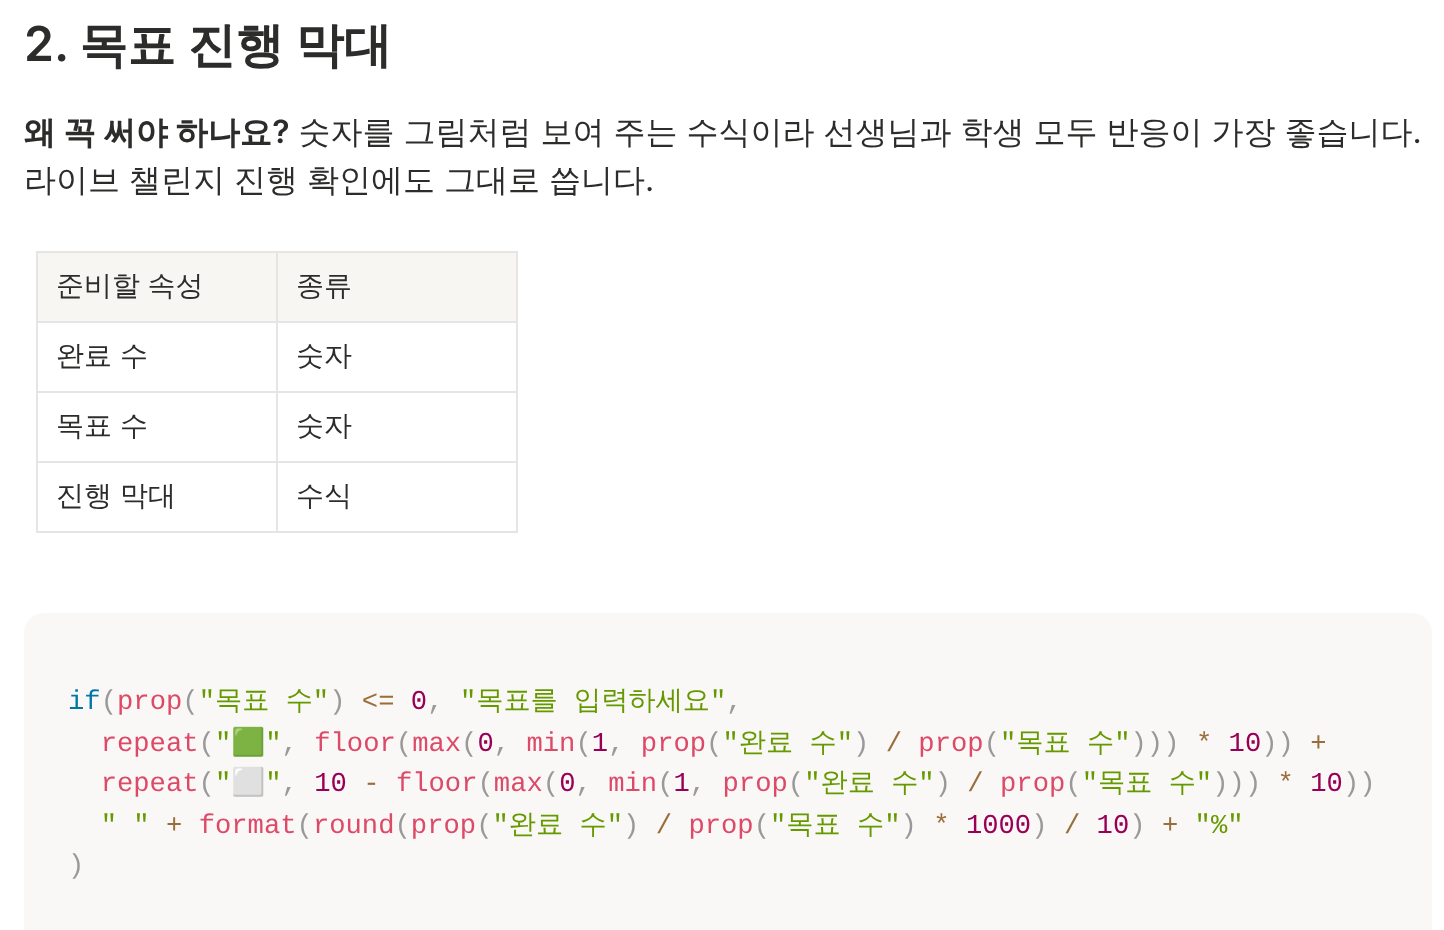 2. 목표 진행 막대
왜 꼭 써야 하나요? 숫자를 그림처럼 보여 주는 수식이라 선생님과 학생 모두 반응이 가장 좋습니다.
라이브 챌린지 진행 확인에도 그대로 씁니다.
준비할 속성 종류
완료 수 숫자
목표 수 숫자
진행 막대 수식
if(prop("목표 수") <= 0, "목표를 입력하세요",
  repeat("🟩", floor(max(0, min(1, prop("완료 수") / prop("목표 수"))) * 10)) +
  repeat("⬜", 10 - floor(max(0, min(1, prop("완료 수") / prop("목표 수"))) * 10))
  " " + format(round(prop("완료 수") / prop("목표 수") * 1000) / 10) + "%"
)